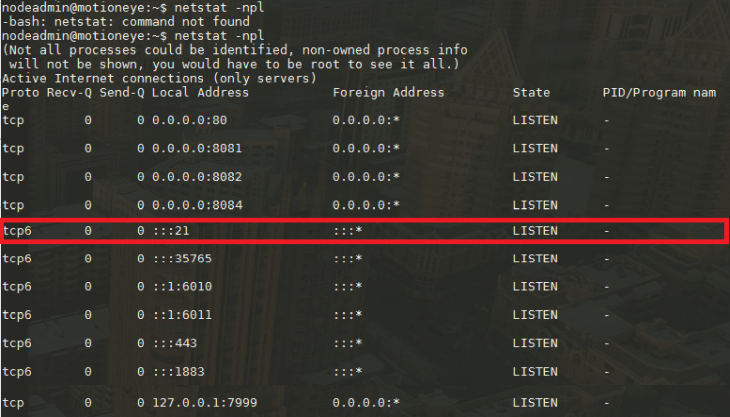 nodeadmin@motioneye:~$ netstat -npl
-bash: netstat: command not found
nodeadmin@motioneye:~$ netstat -npl
(Not all processes could be identified, non-owned process info
 will not be shown, you would have to be root to see it all.)
Active Internet connections (only servers)
Proto Recv-Q Send-Q Local Address           Foreign Address         State       PID/Program nam
e
tcp        0      0 0.0.0.0:80              0.0.0.0:*               LISTEN      -
tcp        0      0 0.0.0.0:8081            0.0.0.0:*               LISTEN      -
tcp        0      0 0.0.0.0:8082            0.0.0.0:*               LISTEN      -
tcp        0      0 0.0.0.0:8084            0.0.0.0:*               LISTEN      -
tcp6       0      0 :::21                   :::*                    LISTEN      -
tcp6       0      0 :::35765                :::*                    LISTEN      -
tcp6       0      0 ::1:6010                :::*                    LISTEN      -
tcp6       0      0 ::1:6011                :::*                    LISTEN      -
tcp6       0      0 :::443                  :::*                    LISTEN      -
tcp6       0      0 :::1883                 :::*                    LISTEN      -
tcp        0      0 127.0.0.1:7999          0.0.0.0:*               LISTEN      -